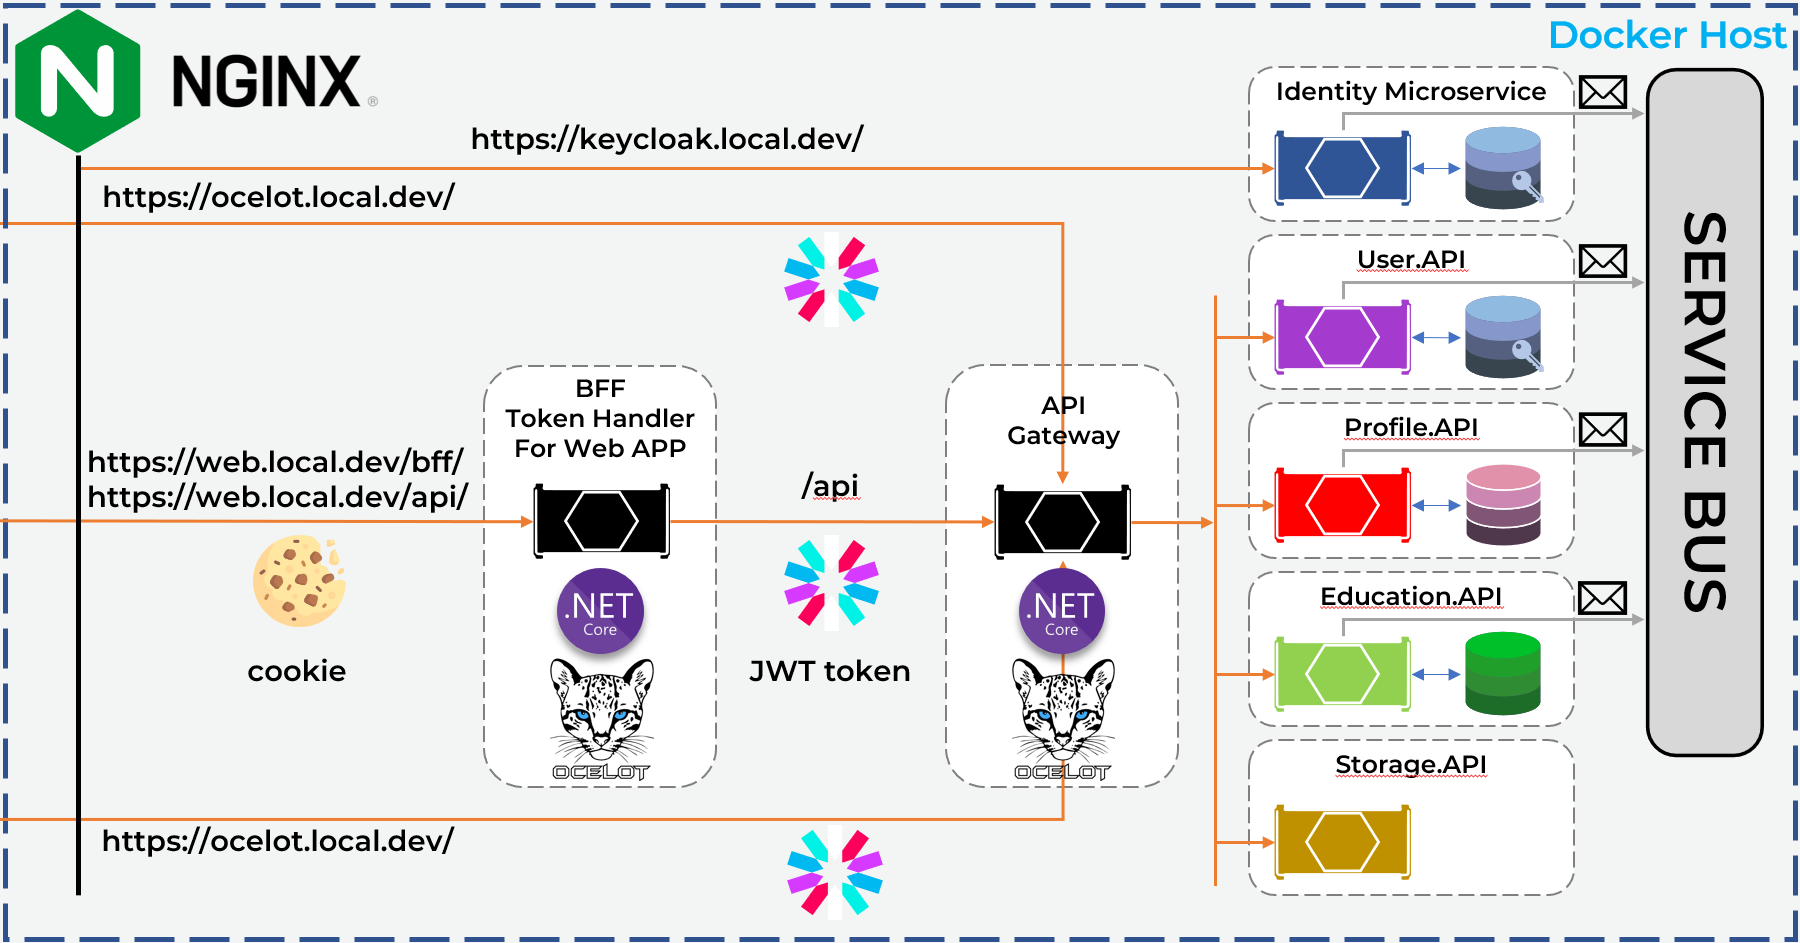 Docker Host
NGINX
®
https://keycloak.local.dev/
https://ocelot.local.dev/
https://web.local.dev/bff/
https://web.local.dev/api/
cookie
BFF
Token Handler
For Web APP
.NET
Core
OCELOT
/api
JWT token
API
Gateway
.NET
Core
OCELOT
https://ocelot.local.dev/
Identity Microservice
User.API
Profile.API
Education.API
Storage.API
SERVICE BUS